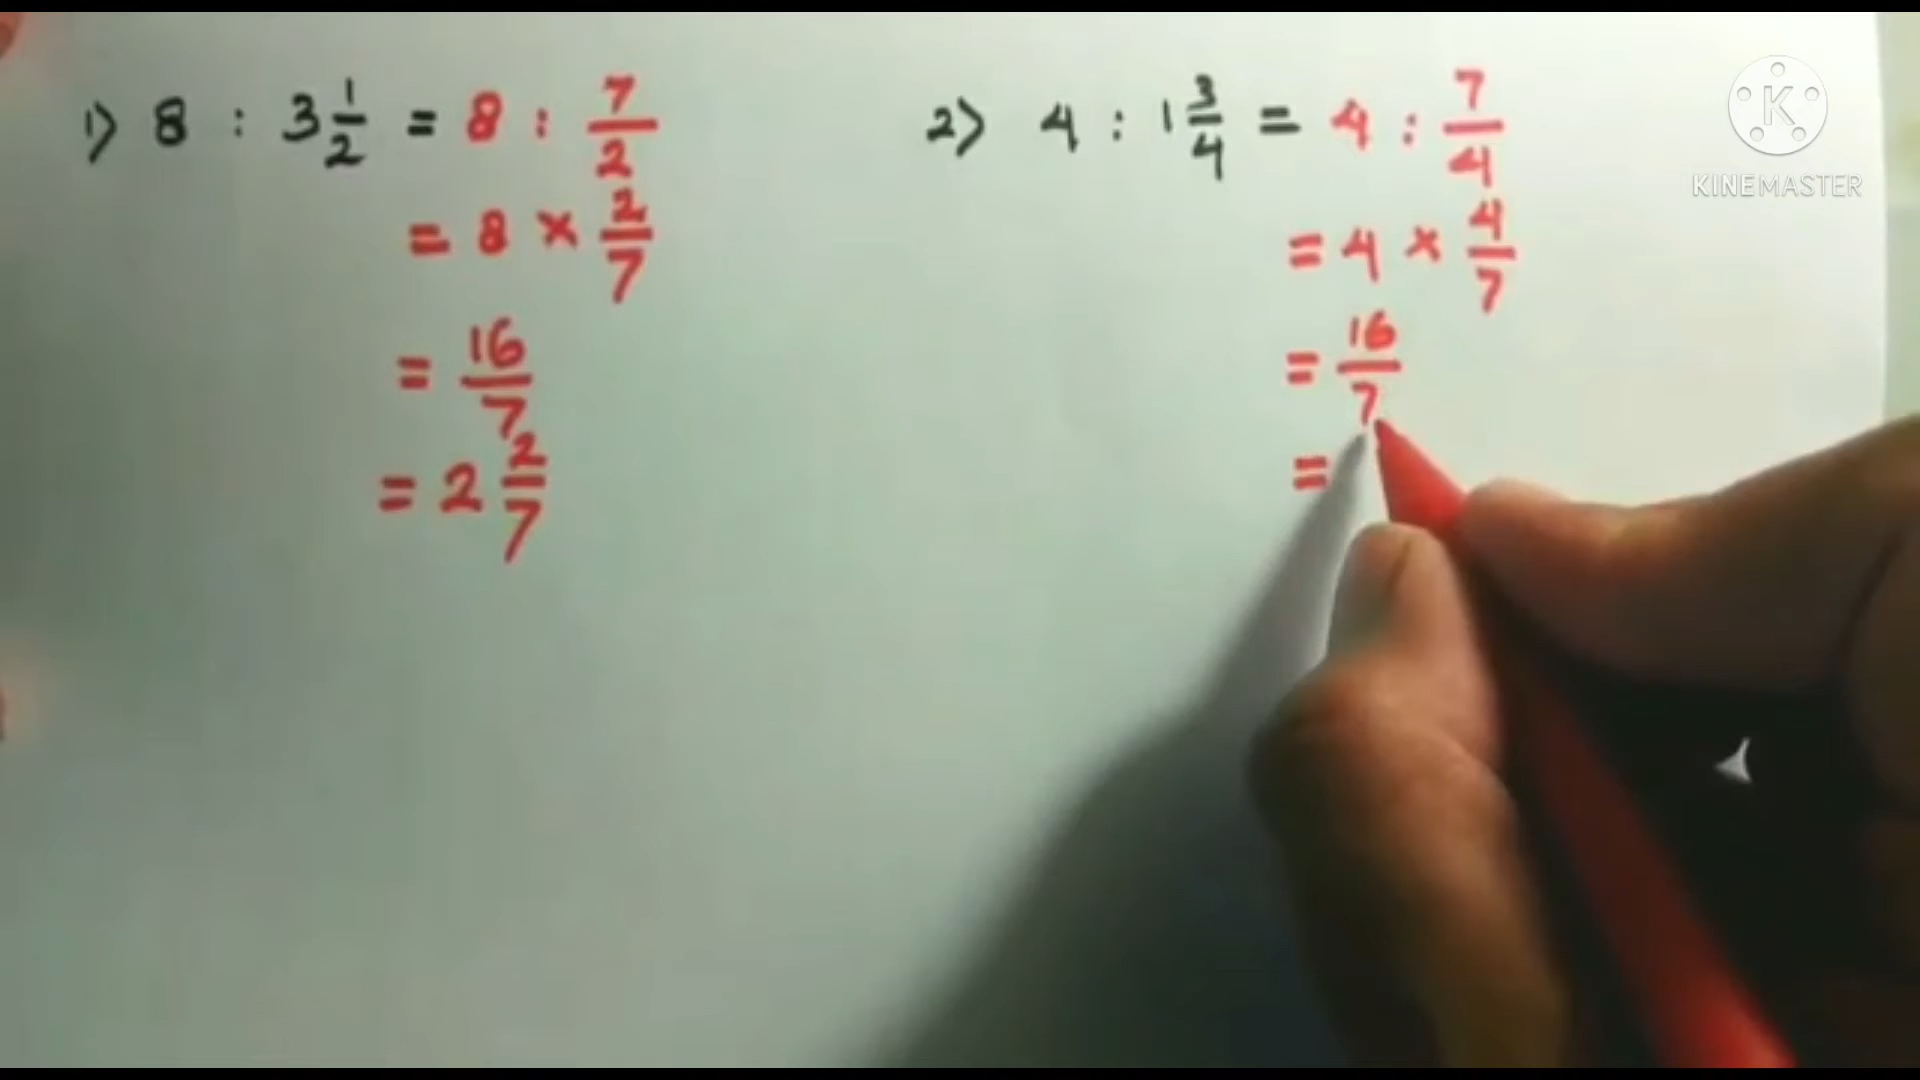 1) 8 : 3 1/2 = 8 : 7/2
= 8 × 2/7
= 16/7
= 2 2/7
2) 4 : 1 3/4 = 4 : 7/4
= 4 × 4/7
= 16/7
=
KINEMASTER